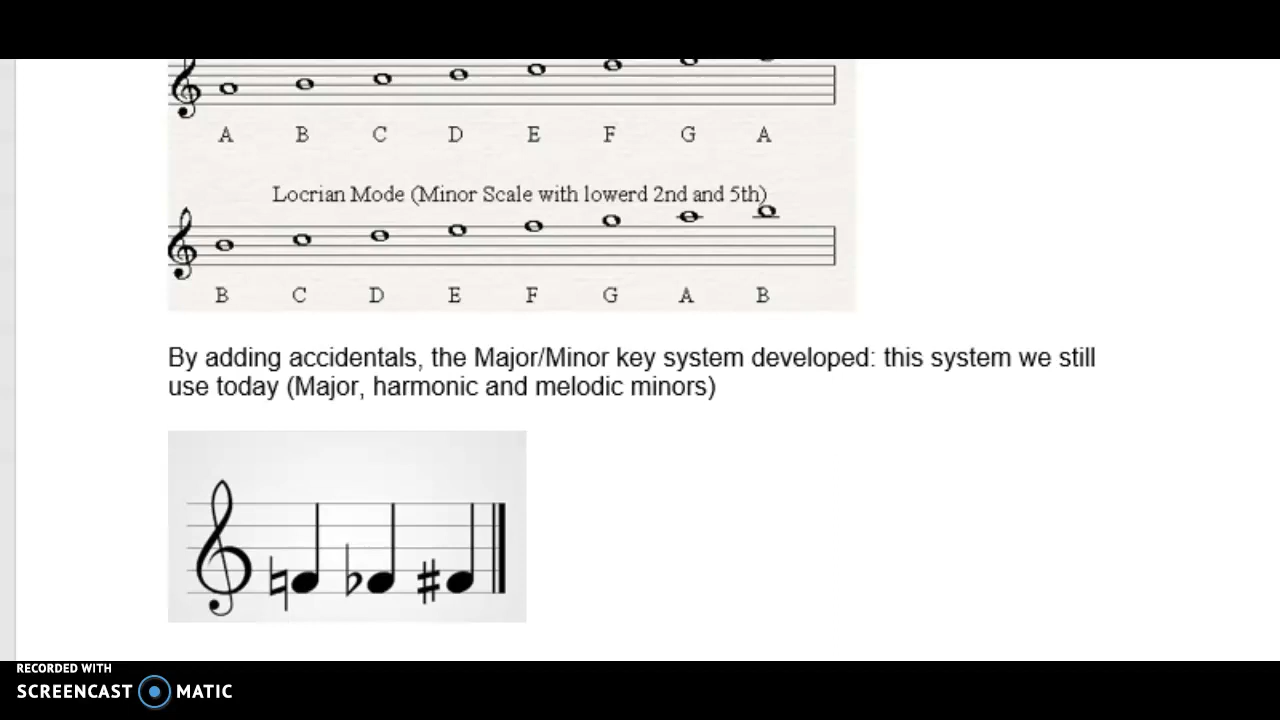 A B C D E F G A
Locrian Mode (Minor Scale with lowerd 2nd and 5th)
B C D E F G A B
By adding accidentals, the Major/Minor key system developed: this system we still
use today (Major, harmonic and melodic minors)
RECORDED WITH
SCREENCAST MATIC